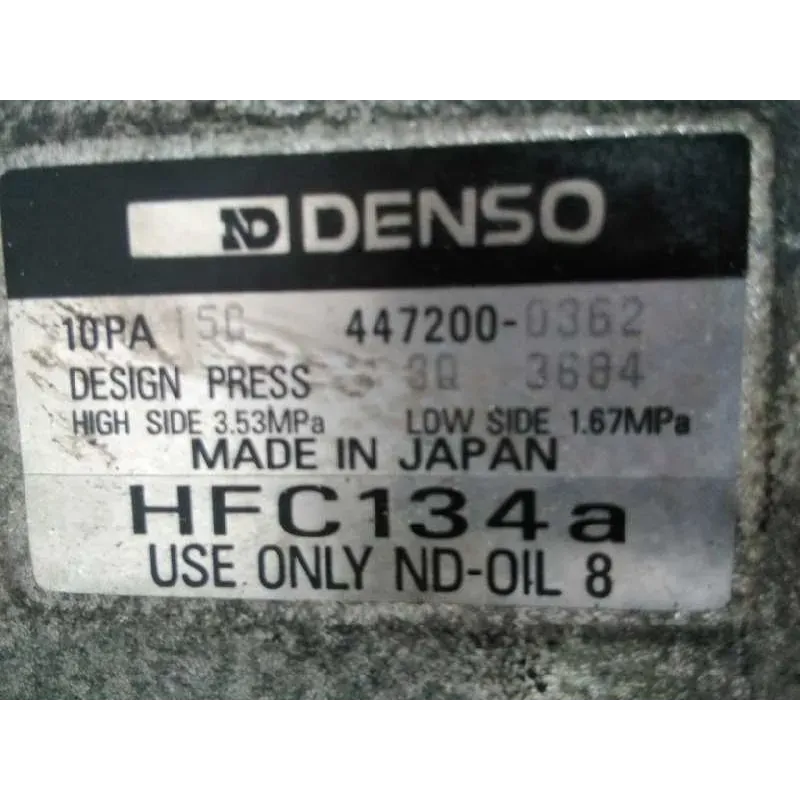 ND DENSO
10PA 15C 447200-0362
DESIGN PRESS 3Q 3684
HIGH SIDE 3.53MPa LOW SIDE 1.67MPa
MADE IN JAPAN
HFC134a
USE ONLY ND-OIL 8